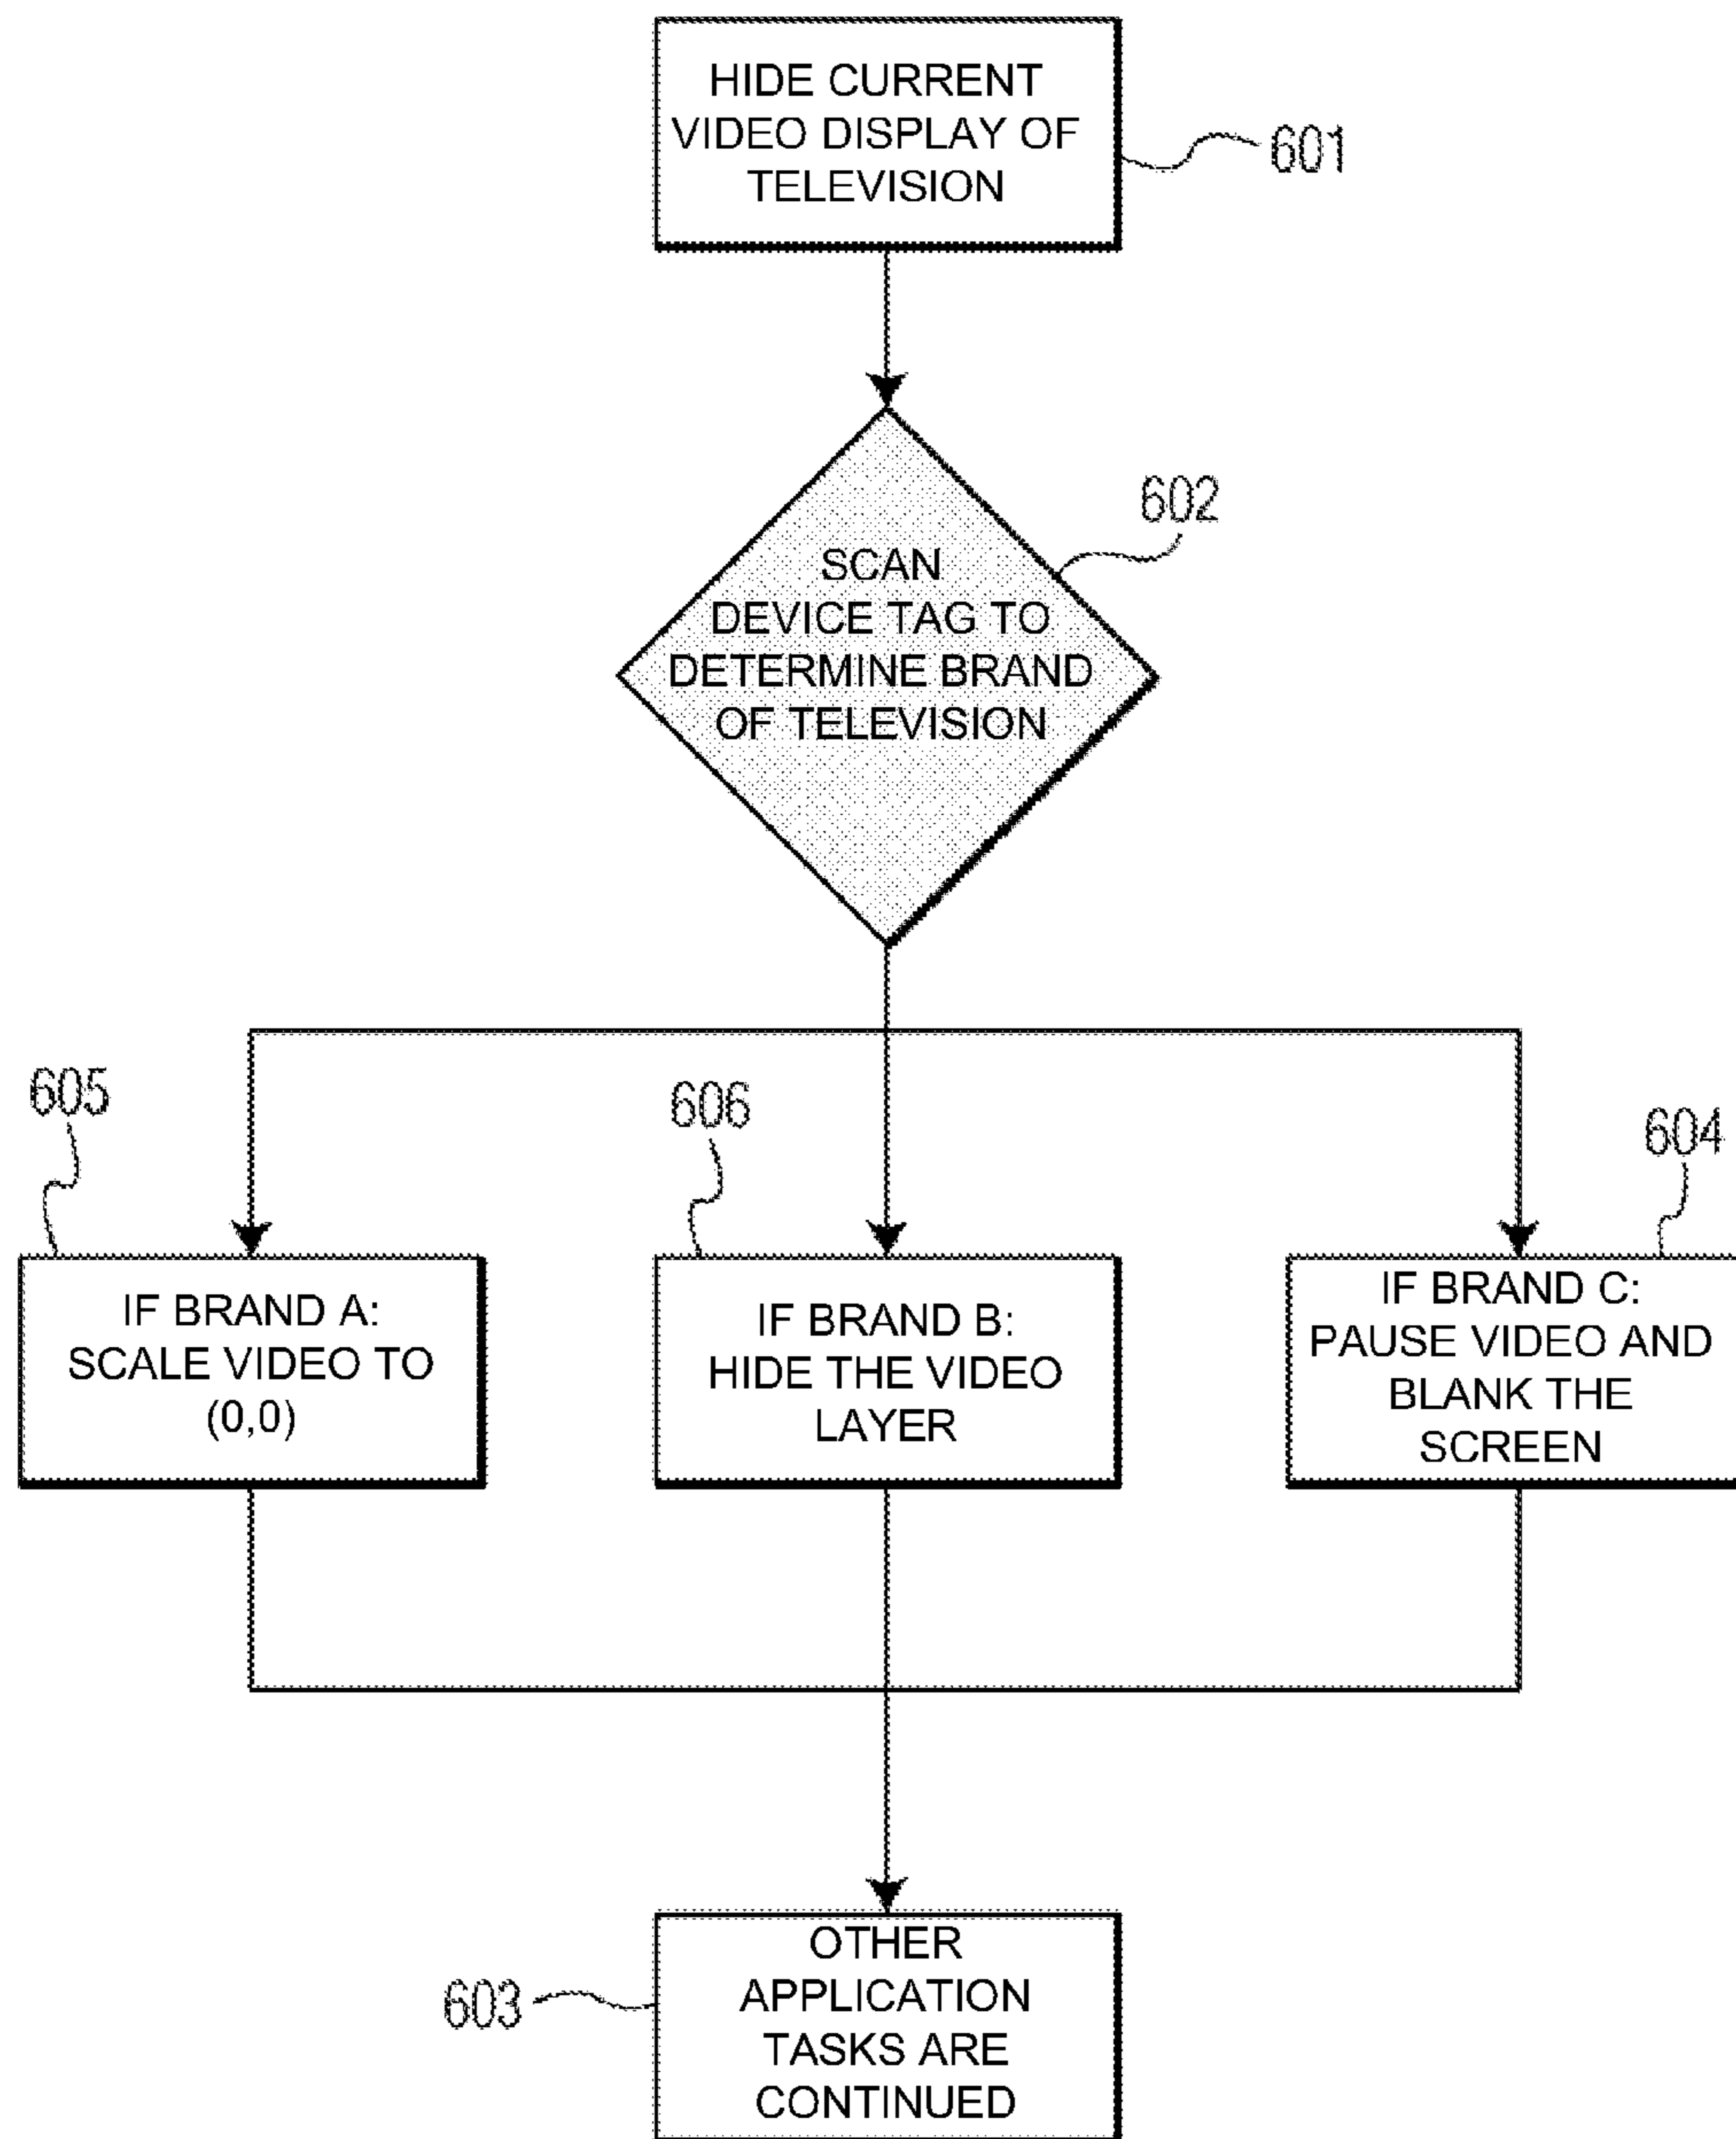 HIDE CURRENT
VIDEO DISPLAY OF
TELEVISION
601
602
SCAN
DEVICE TAG TO
DETERMINE BRAND
OF TELEVISION
605
606
604
IF BRAND A:
SCALE VIDEO TO
(0,0)
IF BRAND B:
HIDE THE VIDEO
LAYER
IF BRAND C:
PAUSE VIDEO AND
BLANK THE
SCREEN
603
OTHER
APPLICATION
TASKS ARE
CONTINUED